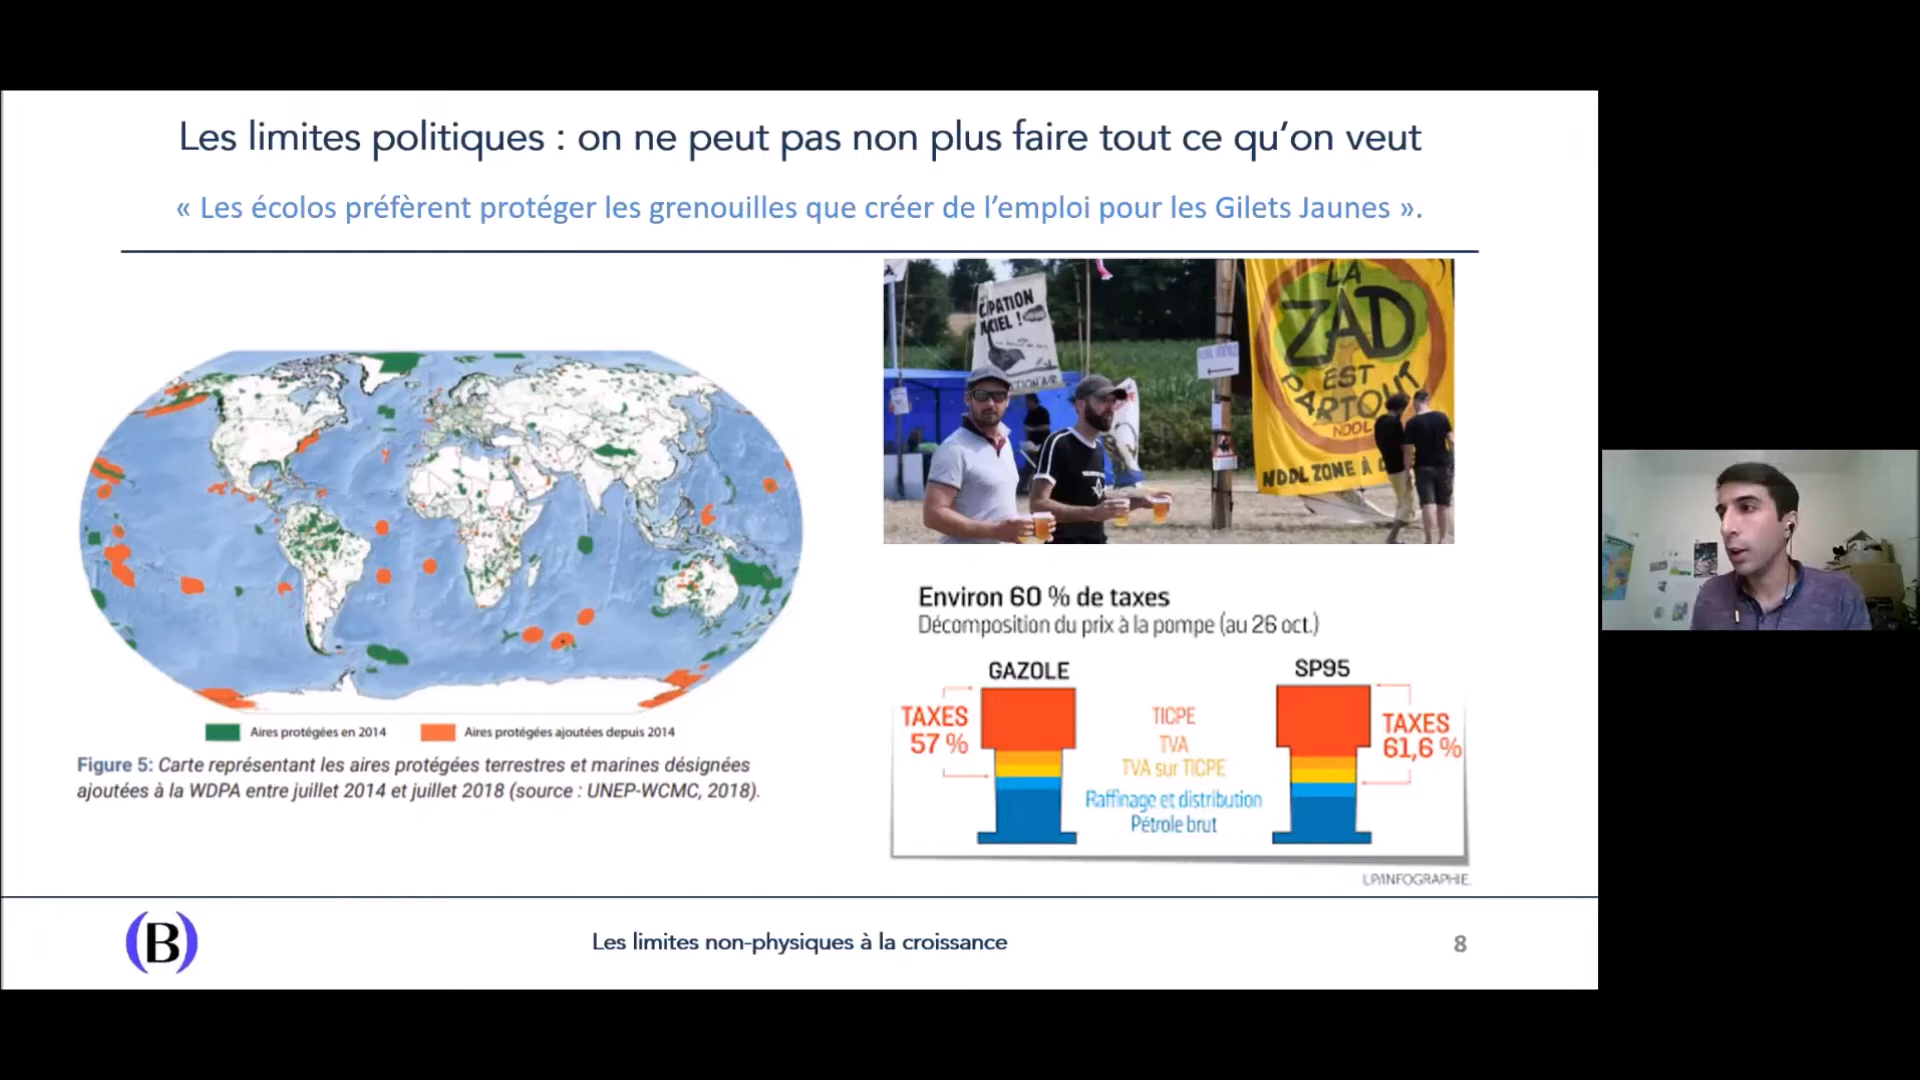 Les limites politiques : on ne peut pas non plus faire tout ce qu’on veut
« Les écolos préfèrent protéger les grenouilles que créer de l’emploi pour les Gilets Jaunes ».
Aires protégées en 2014
Aires protégées ajoutées depuis 2014
Figure 5: Carte représentant les aires protégées terrestres et marines désignées
ajoutées à la WDPA entre juillet 2014 et juillet 2018 (source : UNEP-WCMC, 2018).
CIPATION
LA
ZAD
EST
PARTOUT
NDDL
NDDL ZONE À
Environ 60 % de taxes
Décomposition du prix à la pompe (au 26 oct.)
GAZOLE
SP95
TAXES
57 %
TICPE
TVA
TVA sur TICPE
Raffinage et distribution
Pétrole brut
TAXES
61,6 %
LP/INFOGRAPHIE
(B)
Les limites non-physiques à la croissance
8